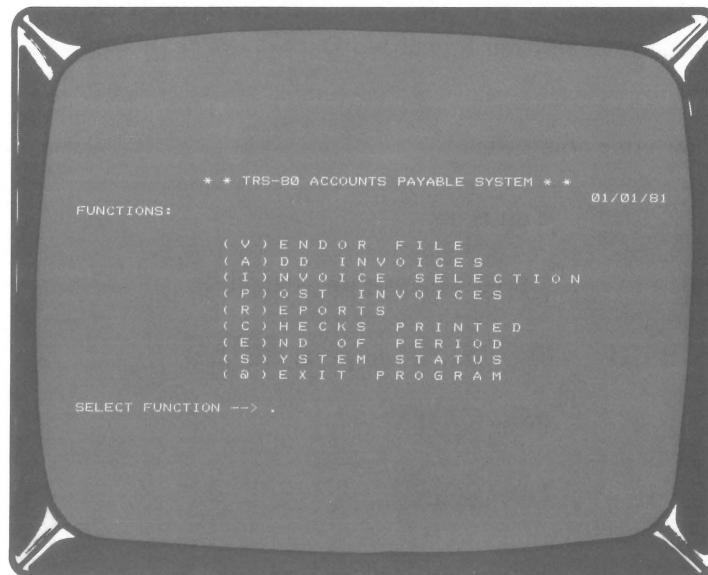 * * TRS-80 ACCOUNTS PAYABLE SYSTEM * *
01/01/81
FUNCTIONS:
( V ) E N D O R   F I L E
( A ) D D   I N V O I C E S
( I ) N V O I C E   S E L E C T I O N
( P ) O S T   I N V O I C E S
( R ) E P O R T S
( C ) H E C K S   P R I N T E D
( E ) N D   O F   P E R I O D
( S ) Y S T E M   S T A T U S
( @ ) E X I T   P R O G R A M
SELECT FUNCTION --> .